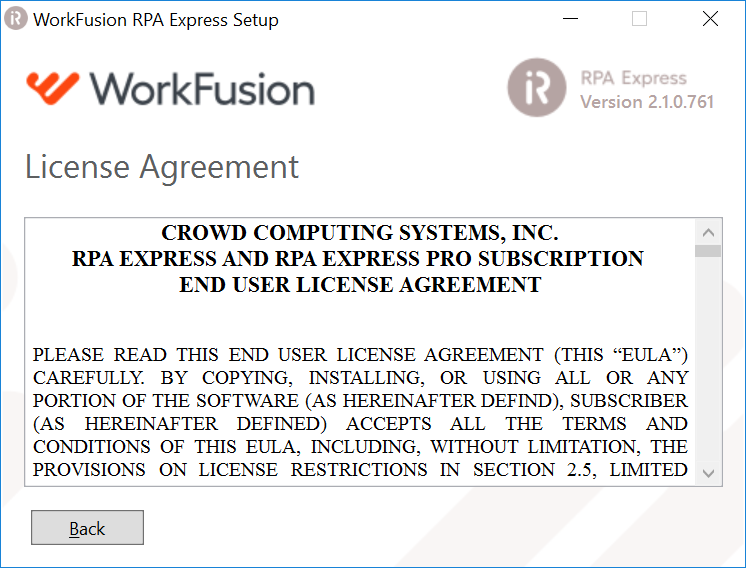 WorkFusion RPA Express Setup
WorkFusion
RPA Express
Version 2.1.0.761
License Agreement
CROWD COMPUTING SYSTEMS, INC.
RPA EXPRESS AND RPA EXPRESS PRO SUBSCRIPTION
END USER LICENSE AGREEMENT
PLEASE READ THIS END USER LICENSE AGREEMENT (THIS “EULA”)
CAREFULLY. BY COPYING, INSTALLING, OR USING ALL OR ANY
PORTION OF THE SOFTWARE (AS HEREINAFTER DEFIND), SUBSCRIBER
(AS HEREINAFTER DEFINED) ACCEPTS ALL THE TERMS AND
CONDITIONS OF THIS EULA, INCLUDING, WITHOUT LIMITATION, THE
PROVISIONS ON LICENSE RESTRICTIONS IN SECTION 2.5, LIMITED
Back